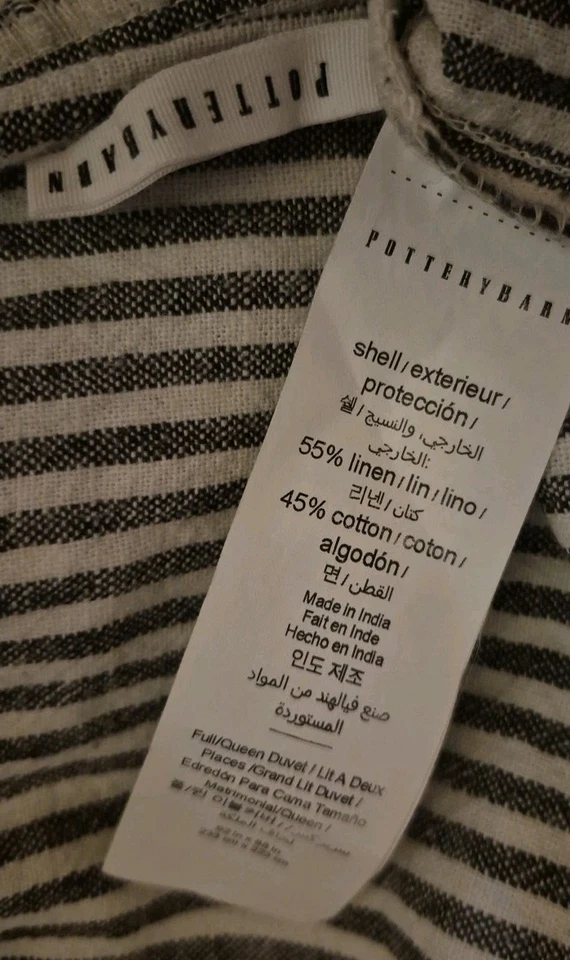 POTTERYBARN
POTTERYBARN
shell / exterieur /
protección /
쉘 / الخارجي، والنسيج
الخارجي:
55% linen / lin / lino /
리넨 / كتان
45% cotton / coton /
algodón /
면 / القطن
Made in India
Fait en Inde
Hecho en India
인도 제조
صنع فيالهند من المواد
المستوردة
Full/Queen Duvet / Lit A Deux
Places /Grand Lit Duvet /
Edredón Para Cama Tamaño
Matrimonial/Queen /